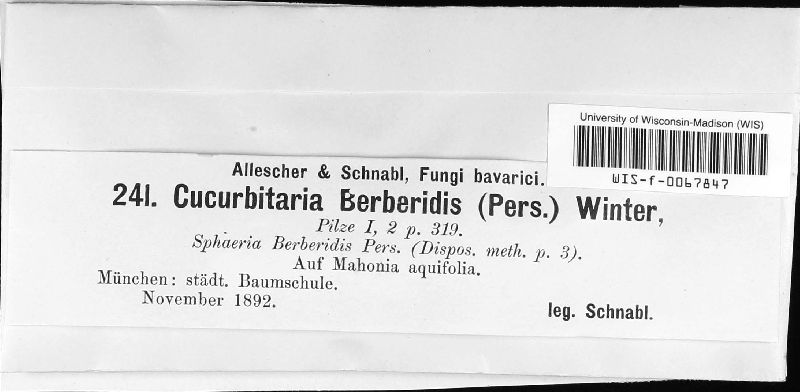 University of Wisconsin-Madison (WIS)
WIS-f-0067847
Allescher & Schnabl, Fungi bavarici.
241. Cucurbitaria Berberidis (Pers.) Winter,
Pilze I, 2 p. 319.
Sphaeria Berberidis Pers. (Dispos. meth. p. 3).
Auf Mahonia aquifolia.
München: städt. Baumschule.
November 1892.
leg. Schnabl.